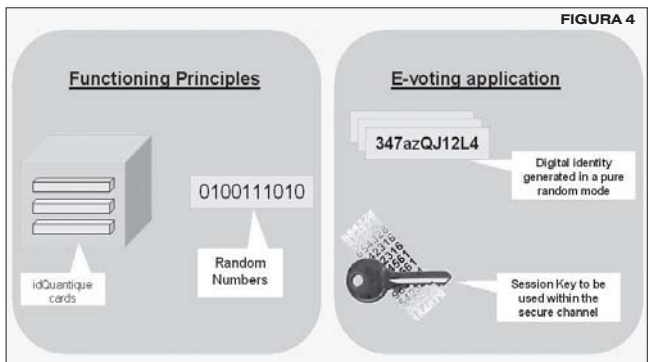 FIGURA 4
Functioning Principles
0100111010
Random
Numbers
idQuantique
cards
E-voting application
347azQJ12L4
Digital identity
generated in a pure
random mode
Session Key to be
used within the
secure channel